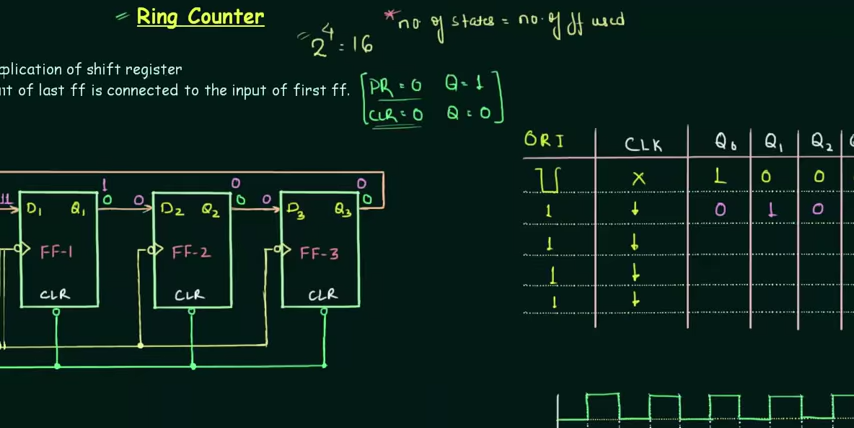 Ring Counter
2^4 = 16
*no. of states = no. of ff used
plication of shift register
t of last ff is connected to the input of first ff.
PR = 0 Q = 1
CLR = 0 Q = 0
ORI CLK Q0 Q1 Q2
X 1 0 0
1 ↓ 0 1 0
1 ↓
1 ↓
1 ↓
1 0 0
0 0 0 0 0
D1 Q1 D2 Q2 D3 Q3
FF-1 FF-2 FF-3
CLR CLR CLR